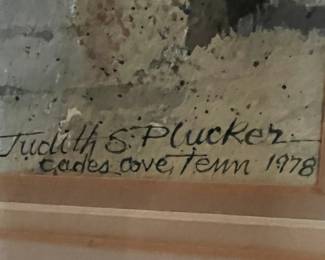 Judith S. Plucker
Cades Cove, Tenn 1978